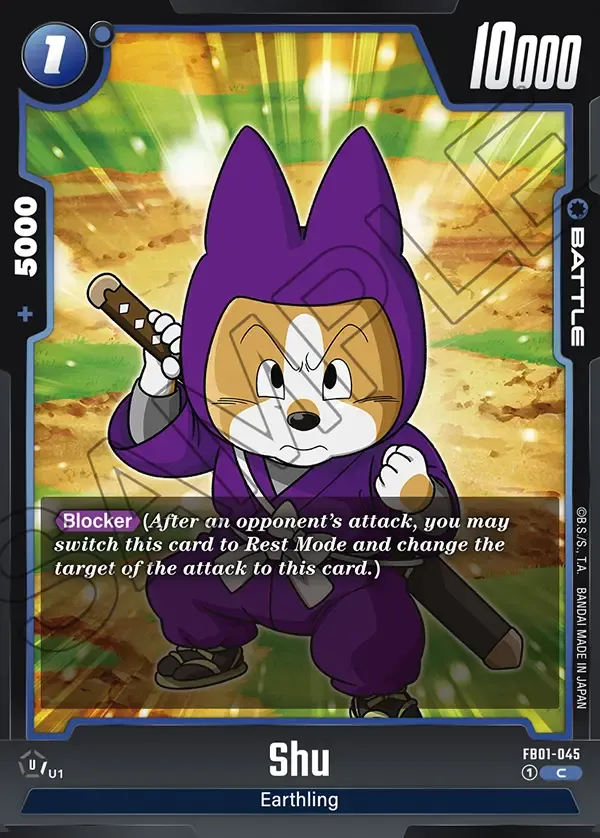 1
10000
+ 5000
BATTLE
SAMPLE
Blocker (After an opponent's attack, you may
switch this card to Rest Mode and change the
target of the attack to this card.)
©B.S./S., T.A. BANDAI MADE IN JAPAN
U/U1
Shu
FB01-045
1 C
Earthling